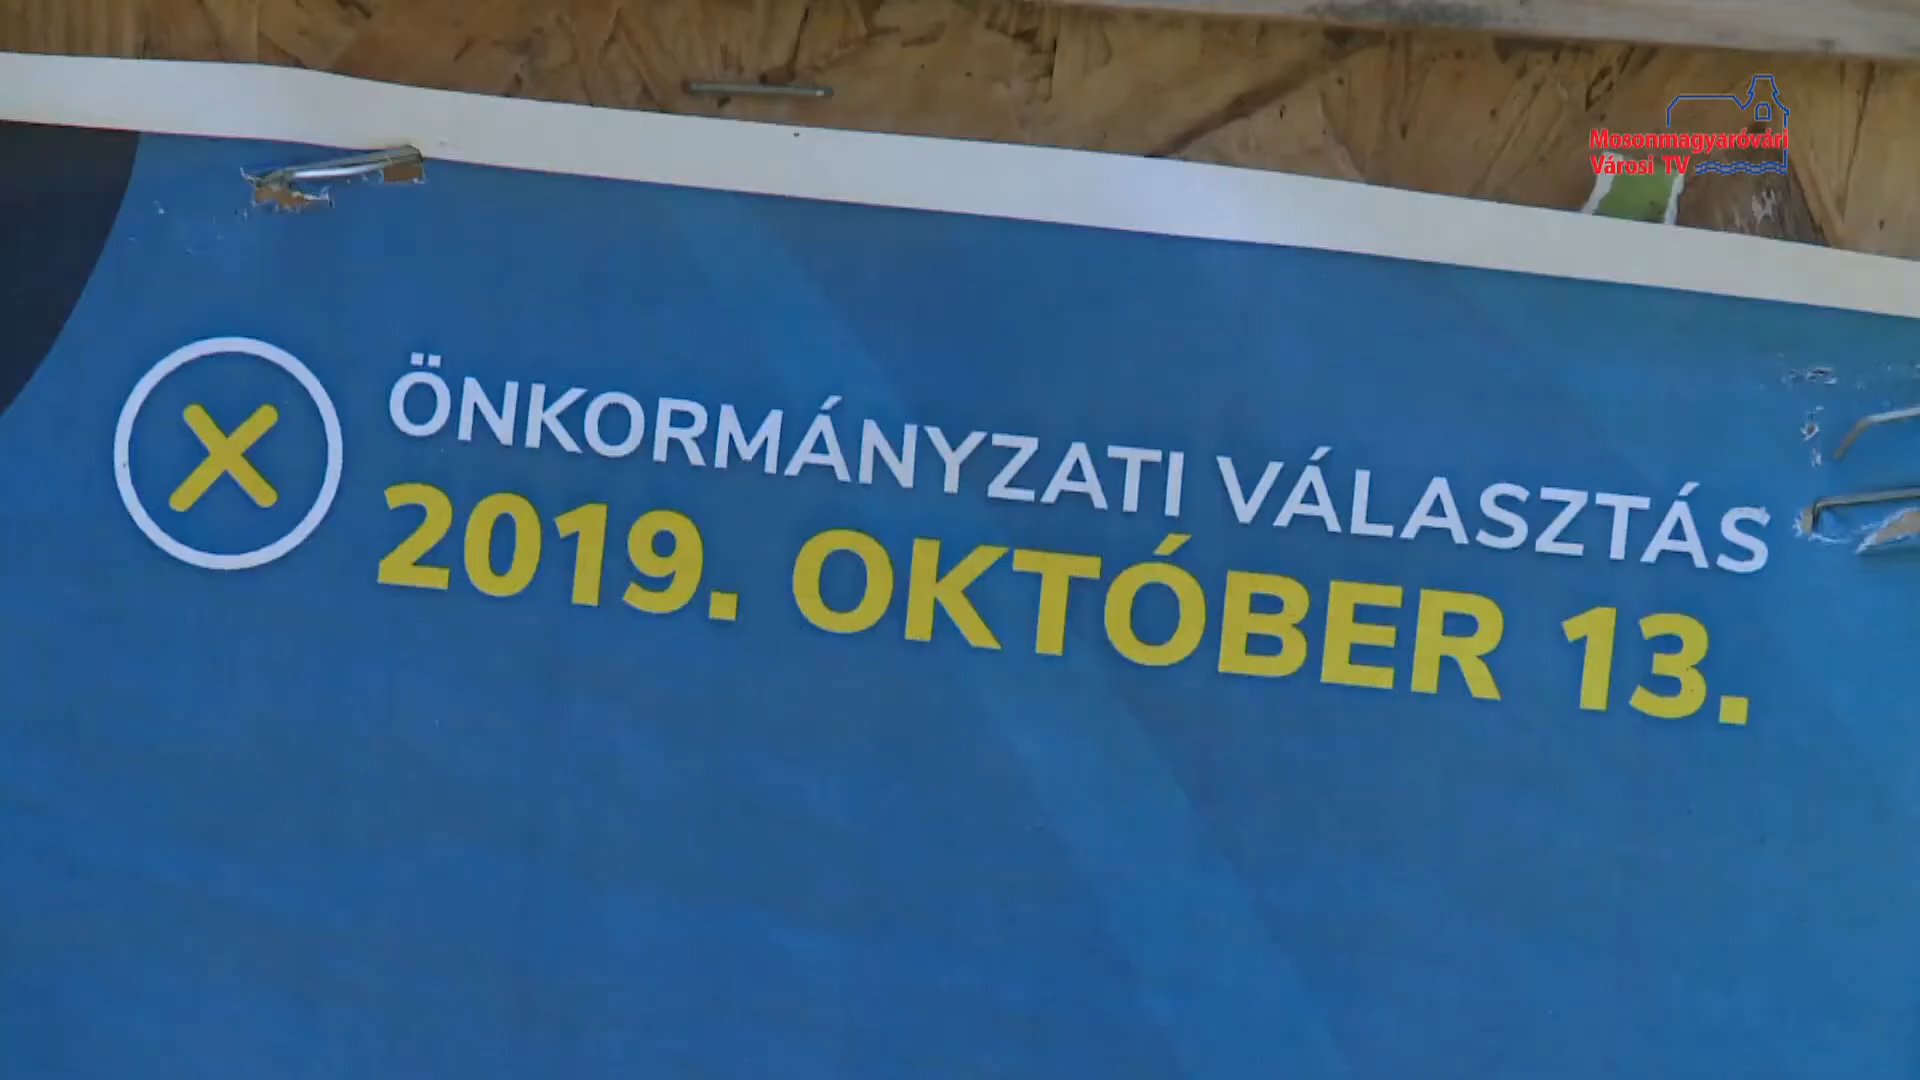 Mosonmagyaróvári
Városi TV
ÖNKORMÁNYZATI VÁLASZTÁS
2019. OKTÓBER 13.